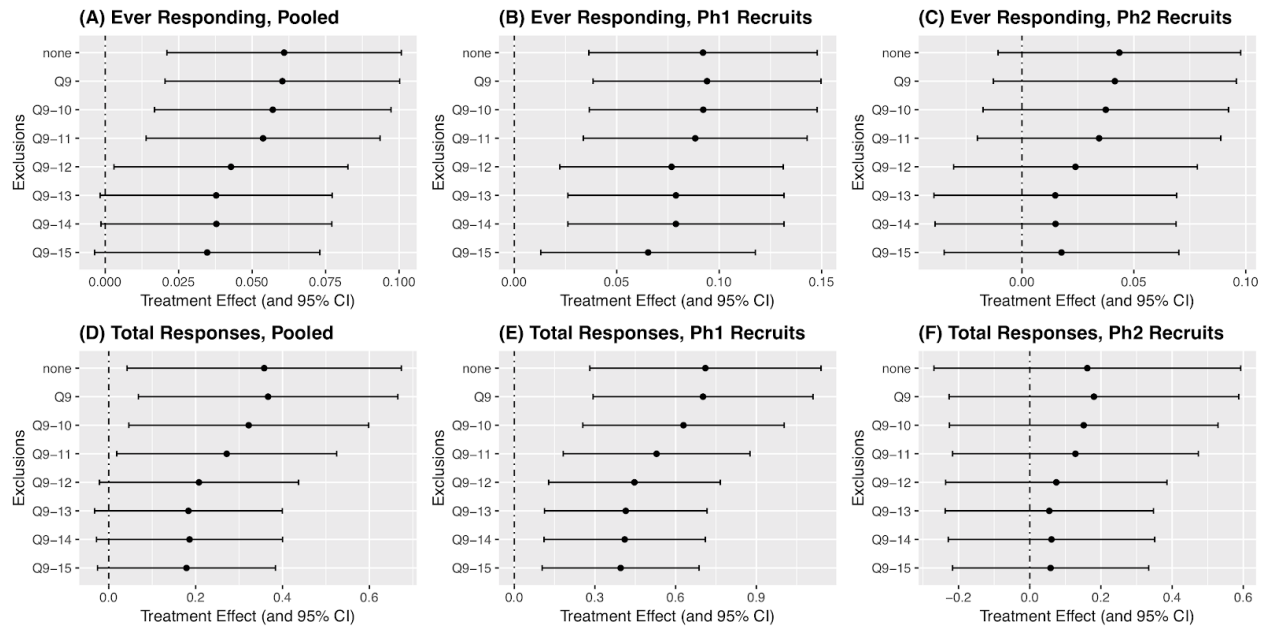 (A) Ever Responding, Pooled
Exclusions
none
Q9
Q9−10
Q9−11
Q9−12
Q9−13
Q9−14
Q9−15
0.000 0.025 0.050 0.075 0.100
Treatment Effect (and 95% CI)
(B) Ever Responding, Ph1 Recruits
Exclusions
none
Q9
Q9−10
Q9−11
Q9−12
Q9−13
Q9−14
Q9−15
0.00 0.05 0.10 0.15
Treatment Effect (and 95% CI)
(C) Ever Responding, Ph2 Recruits
Exclusions
none
Q9
Q9−10
Q9−11
Q9−12
Q9−13
Q9−14
Q9−15
0.00 0.05 0.10
Treatment Effect (and 95% CI)
(D) Total Responses, Pooled
Exclusions
none
Q9
Q9−10
Q9−11
Q9−12
Q9−13
Q9−14
Q9−15
0.0 0.2 0.4 0.6
Treatment Effect (and 95% CI)
(E) Total Responses, Ph1 Recruits
Exclusions
none
Q9
Q9−10
Q9−11
Q9−12
Q9−13
Q9−14
Q9−15
0.0 0.3 0.6 0.9
Treatment Effect (and 95% CI)
(F) Total Responses, Ph2 Recruits
Exclusions
none
Q9
Q9−10
Q9−11
Q9−12
Q9−13
Q9−14
Q9−15
−0.2 0.0 0.2 0.4 0.6
Treatment Effect (and 95% CI)